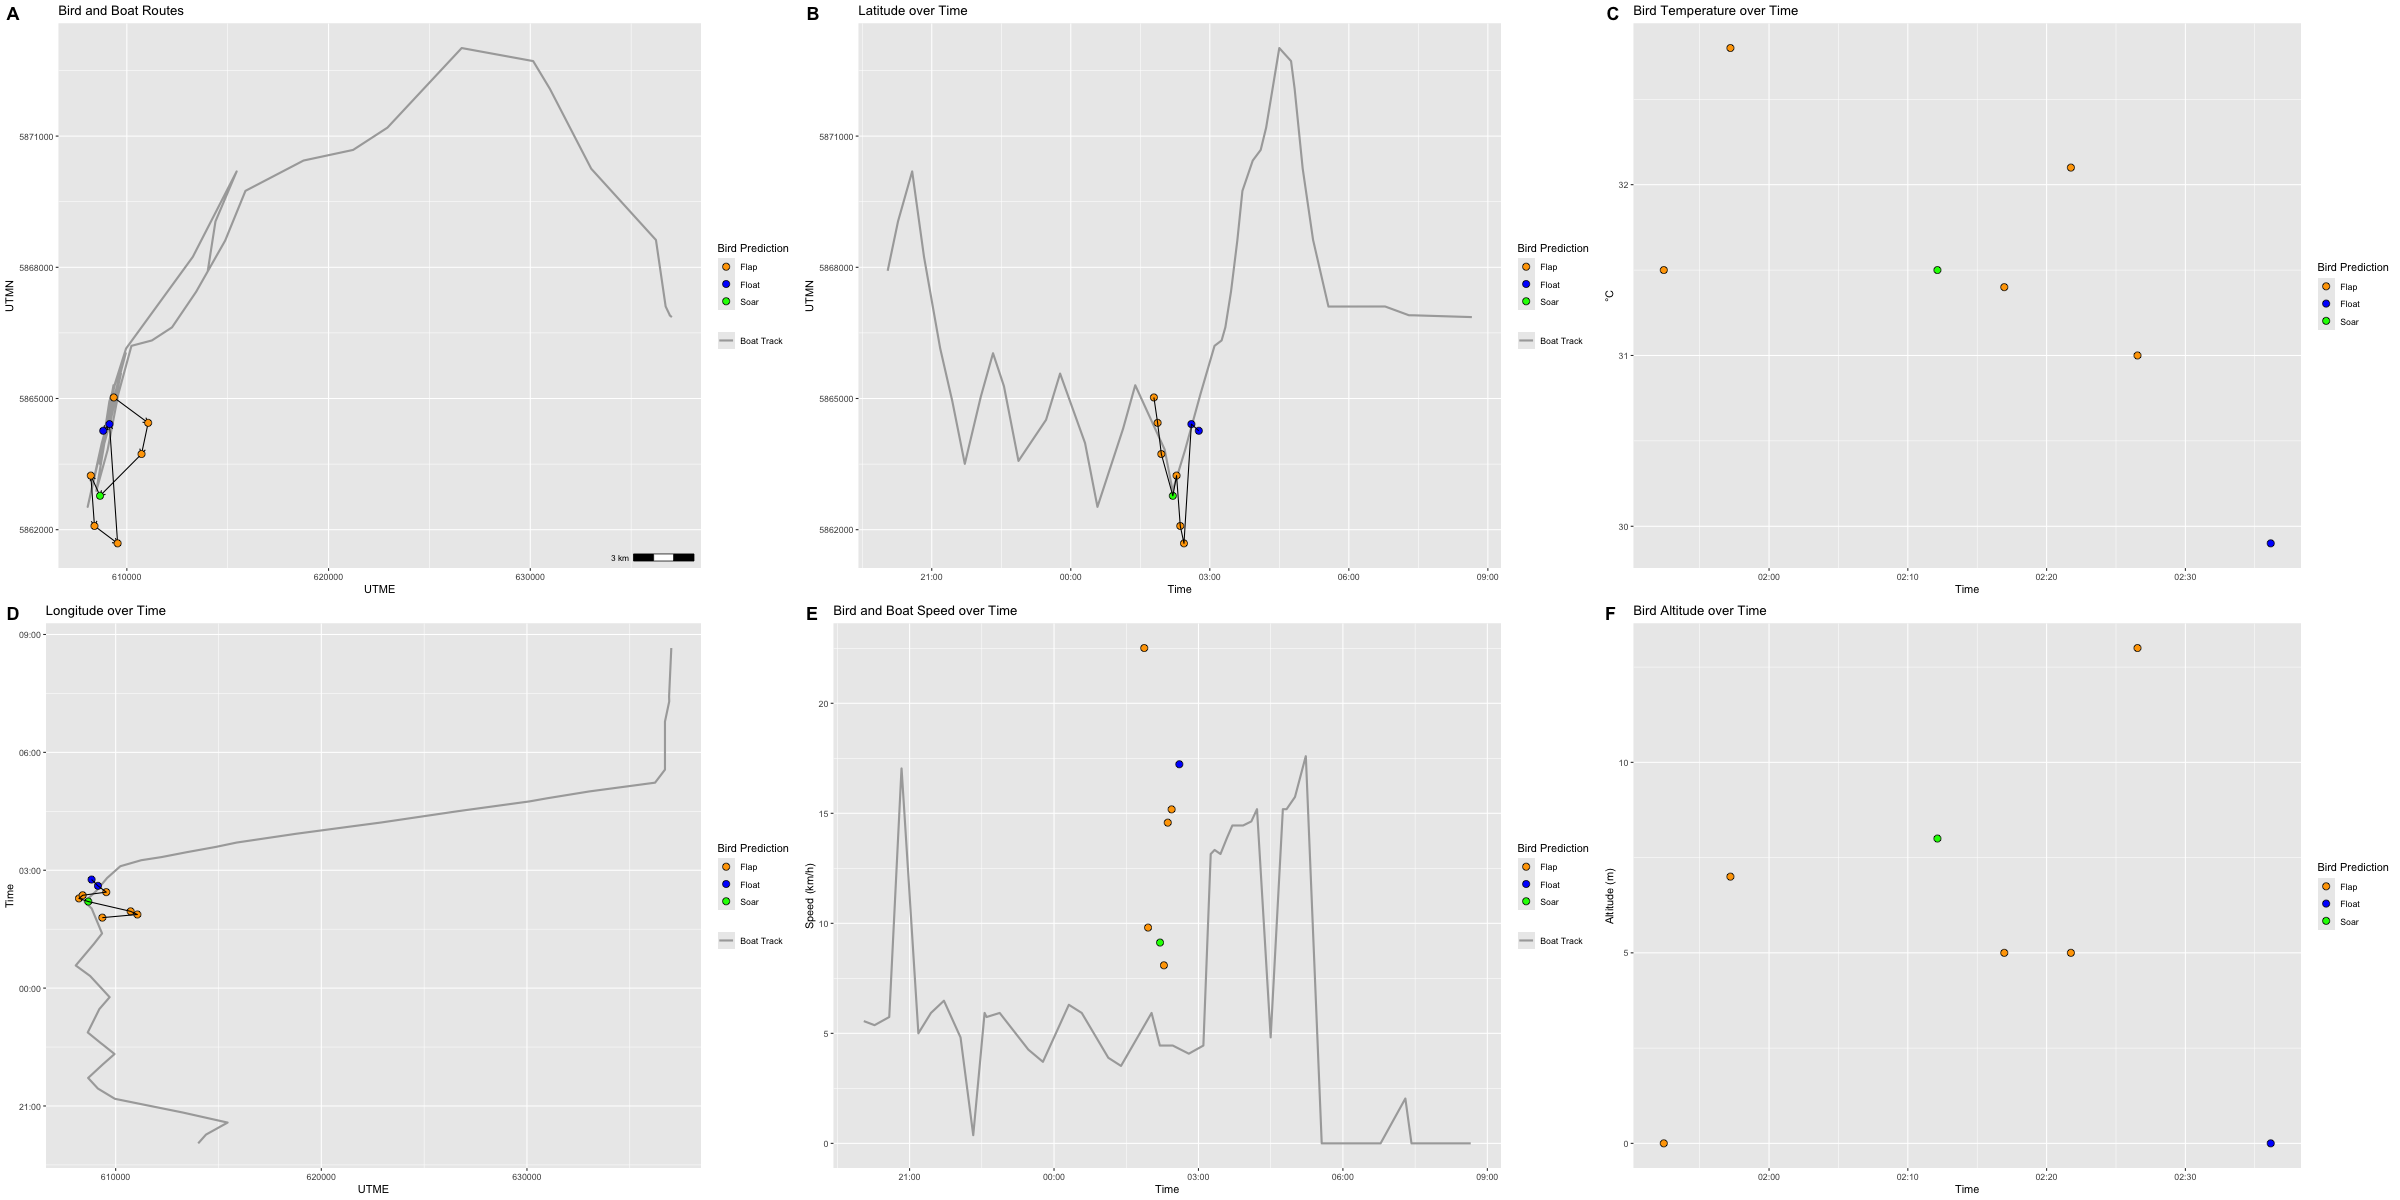 A Bird and Boat Routes
5871000
5868000
5865000
5862000
UTMN
610000 620000 630000
UTME
3 km
Bird Prediction
Flap
Float
Soar
Boat Track
B Latitude over Time
5871000
5868000
5865000
5862000
UTMN
21:00 00:00 03:00 06:00 09:00
Time
Bird Prediction
Flap
Float
Soar
Boat Track
C Bird Temperature over Time
32
31
30
°C
02:00 02:10 02:20 02:30
Time
Bird Prediction
Flap
Float
Soar
D Longitude over Time
09:00
06:00
03:00
00:00
21:00
Time
610000 620000 630000
UTME
Bird Prediction
Flap
Float
Soar
Boat Track
E Bird and Boat Speed over Time
20
15
10
5
0
Speed (km/h)
21:00 00:00 03:00 06:00 09:00
Time
Bird Prediction
Flap
Float
Soar
Boat Track
F Bird Altitude over Time
10
5
0
Altitude (m)
02:00 02:10 02:20 02:30
Time
Bird Prediction
Flap
Float
Soar